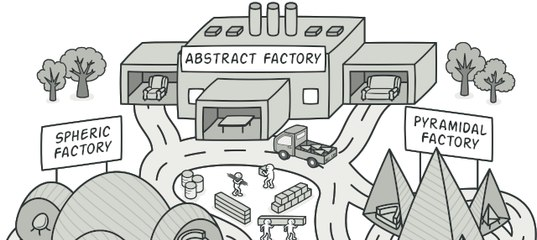 ABSTRACT FACTORY
SPHERIC
FACTORY
PYRAMIDAL
FACTORY